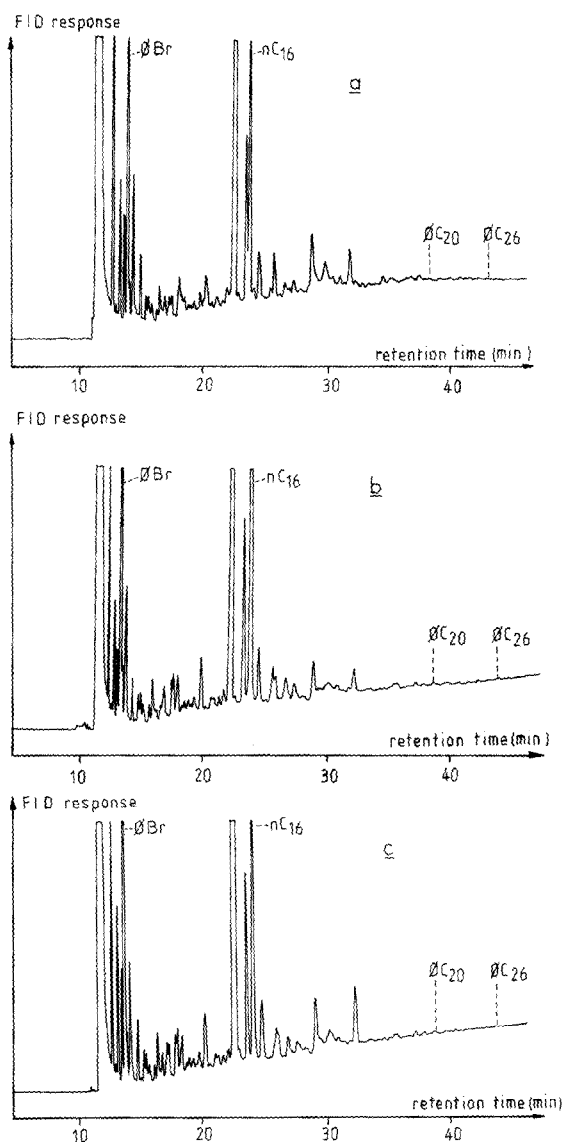 FID response
ØBr
nC16
a
ØC20 ØC26
retention time (min)
10 20 30 40
FID response
ØBr
nC16
b
ØC20 ØC26
retention time (min)
10 20 30 40
FID response
ØBr
nC16
c
ØC20 ØC26
retention time (min)
10 20 30 40